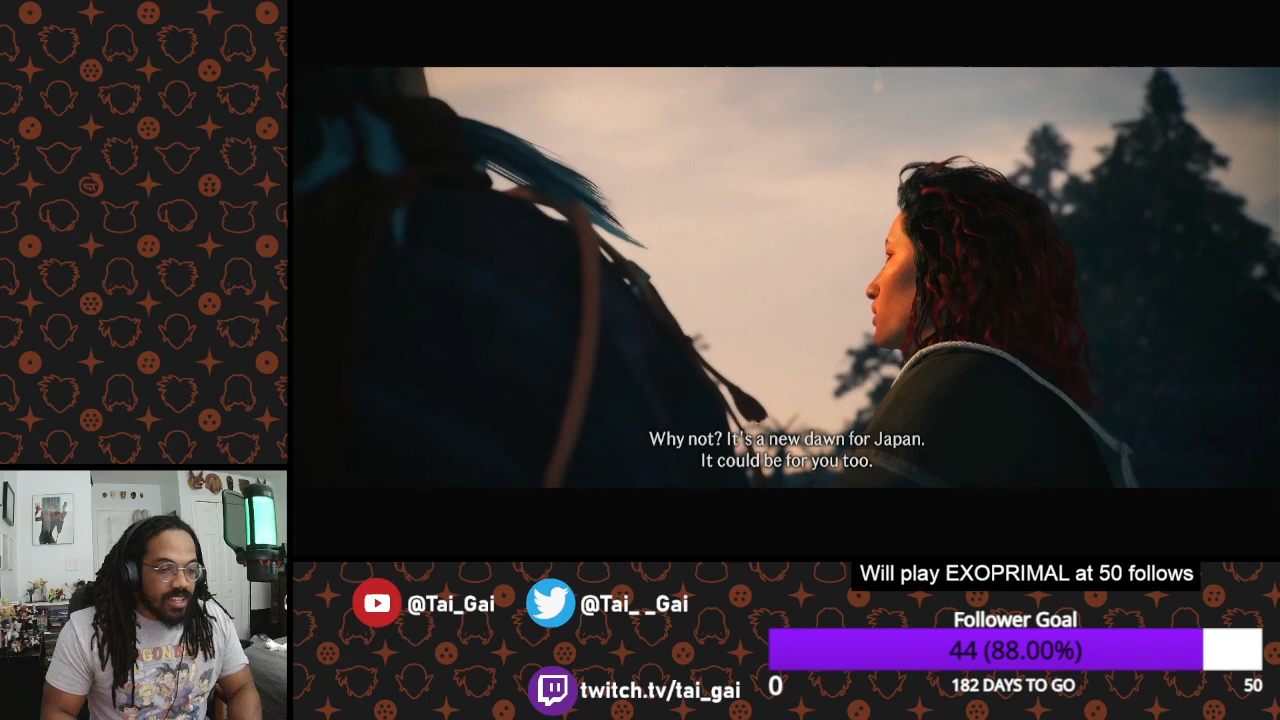 Why not? It's a new dawn for Japan.
It could be for you too.
Will play EXOPRIMAL at 50 follows
@Tai_Gai
@Tai_ _Gai
Follower Goal
44 (88.00%)
twitch.tv/tai_gai
0
182 DAYS TO GO
50